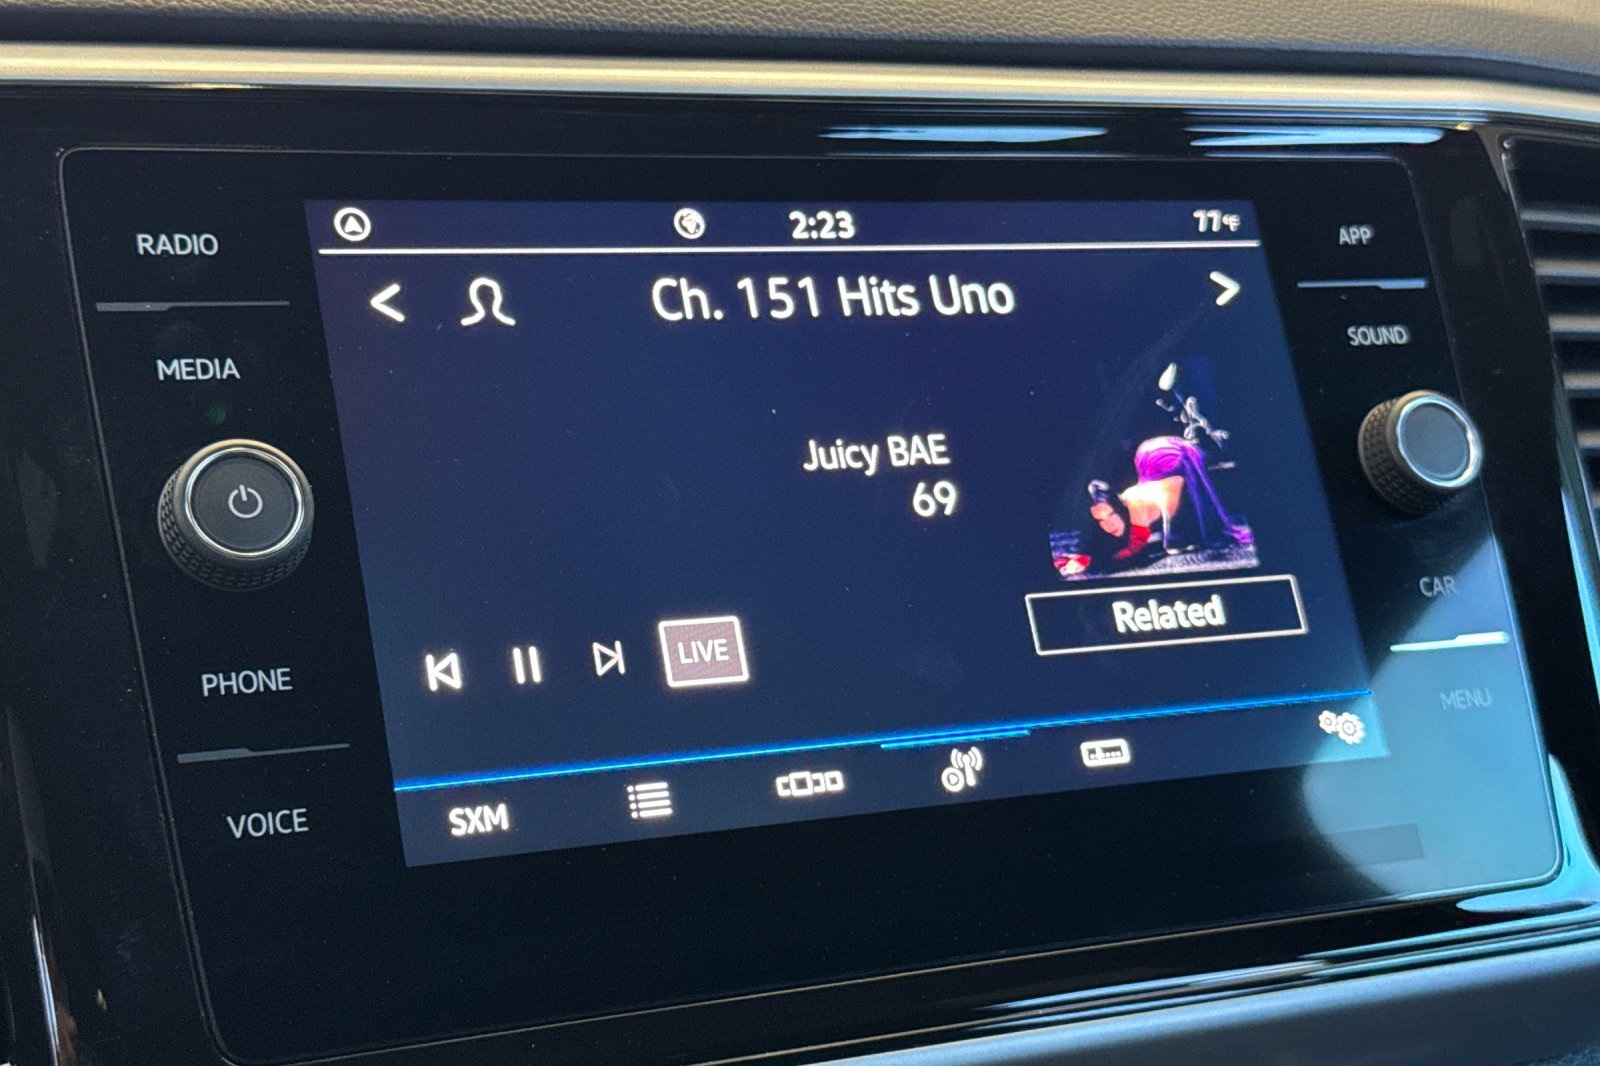 RADIO
MEDIA
PHONE
VOICE
2:23
77°F
Ch. 151 Hits Uno
Juicy BAE
69
Related
LIVE
SXM
APP
SOUND
CAR
MENU